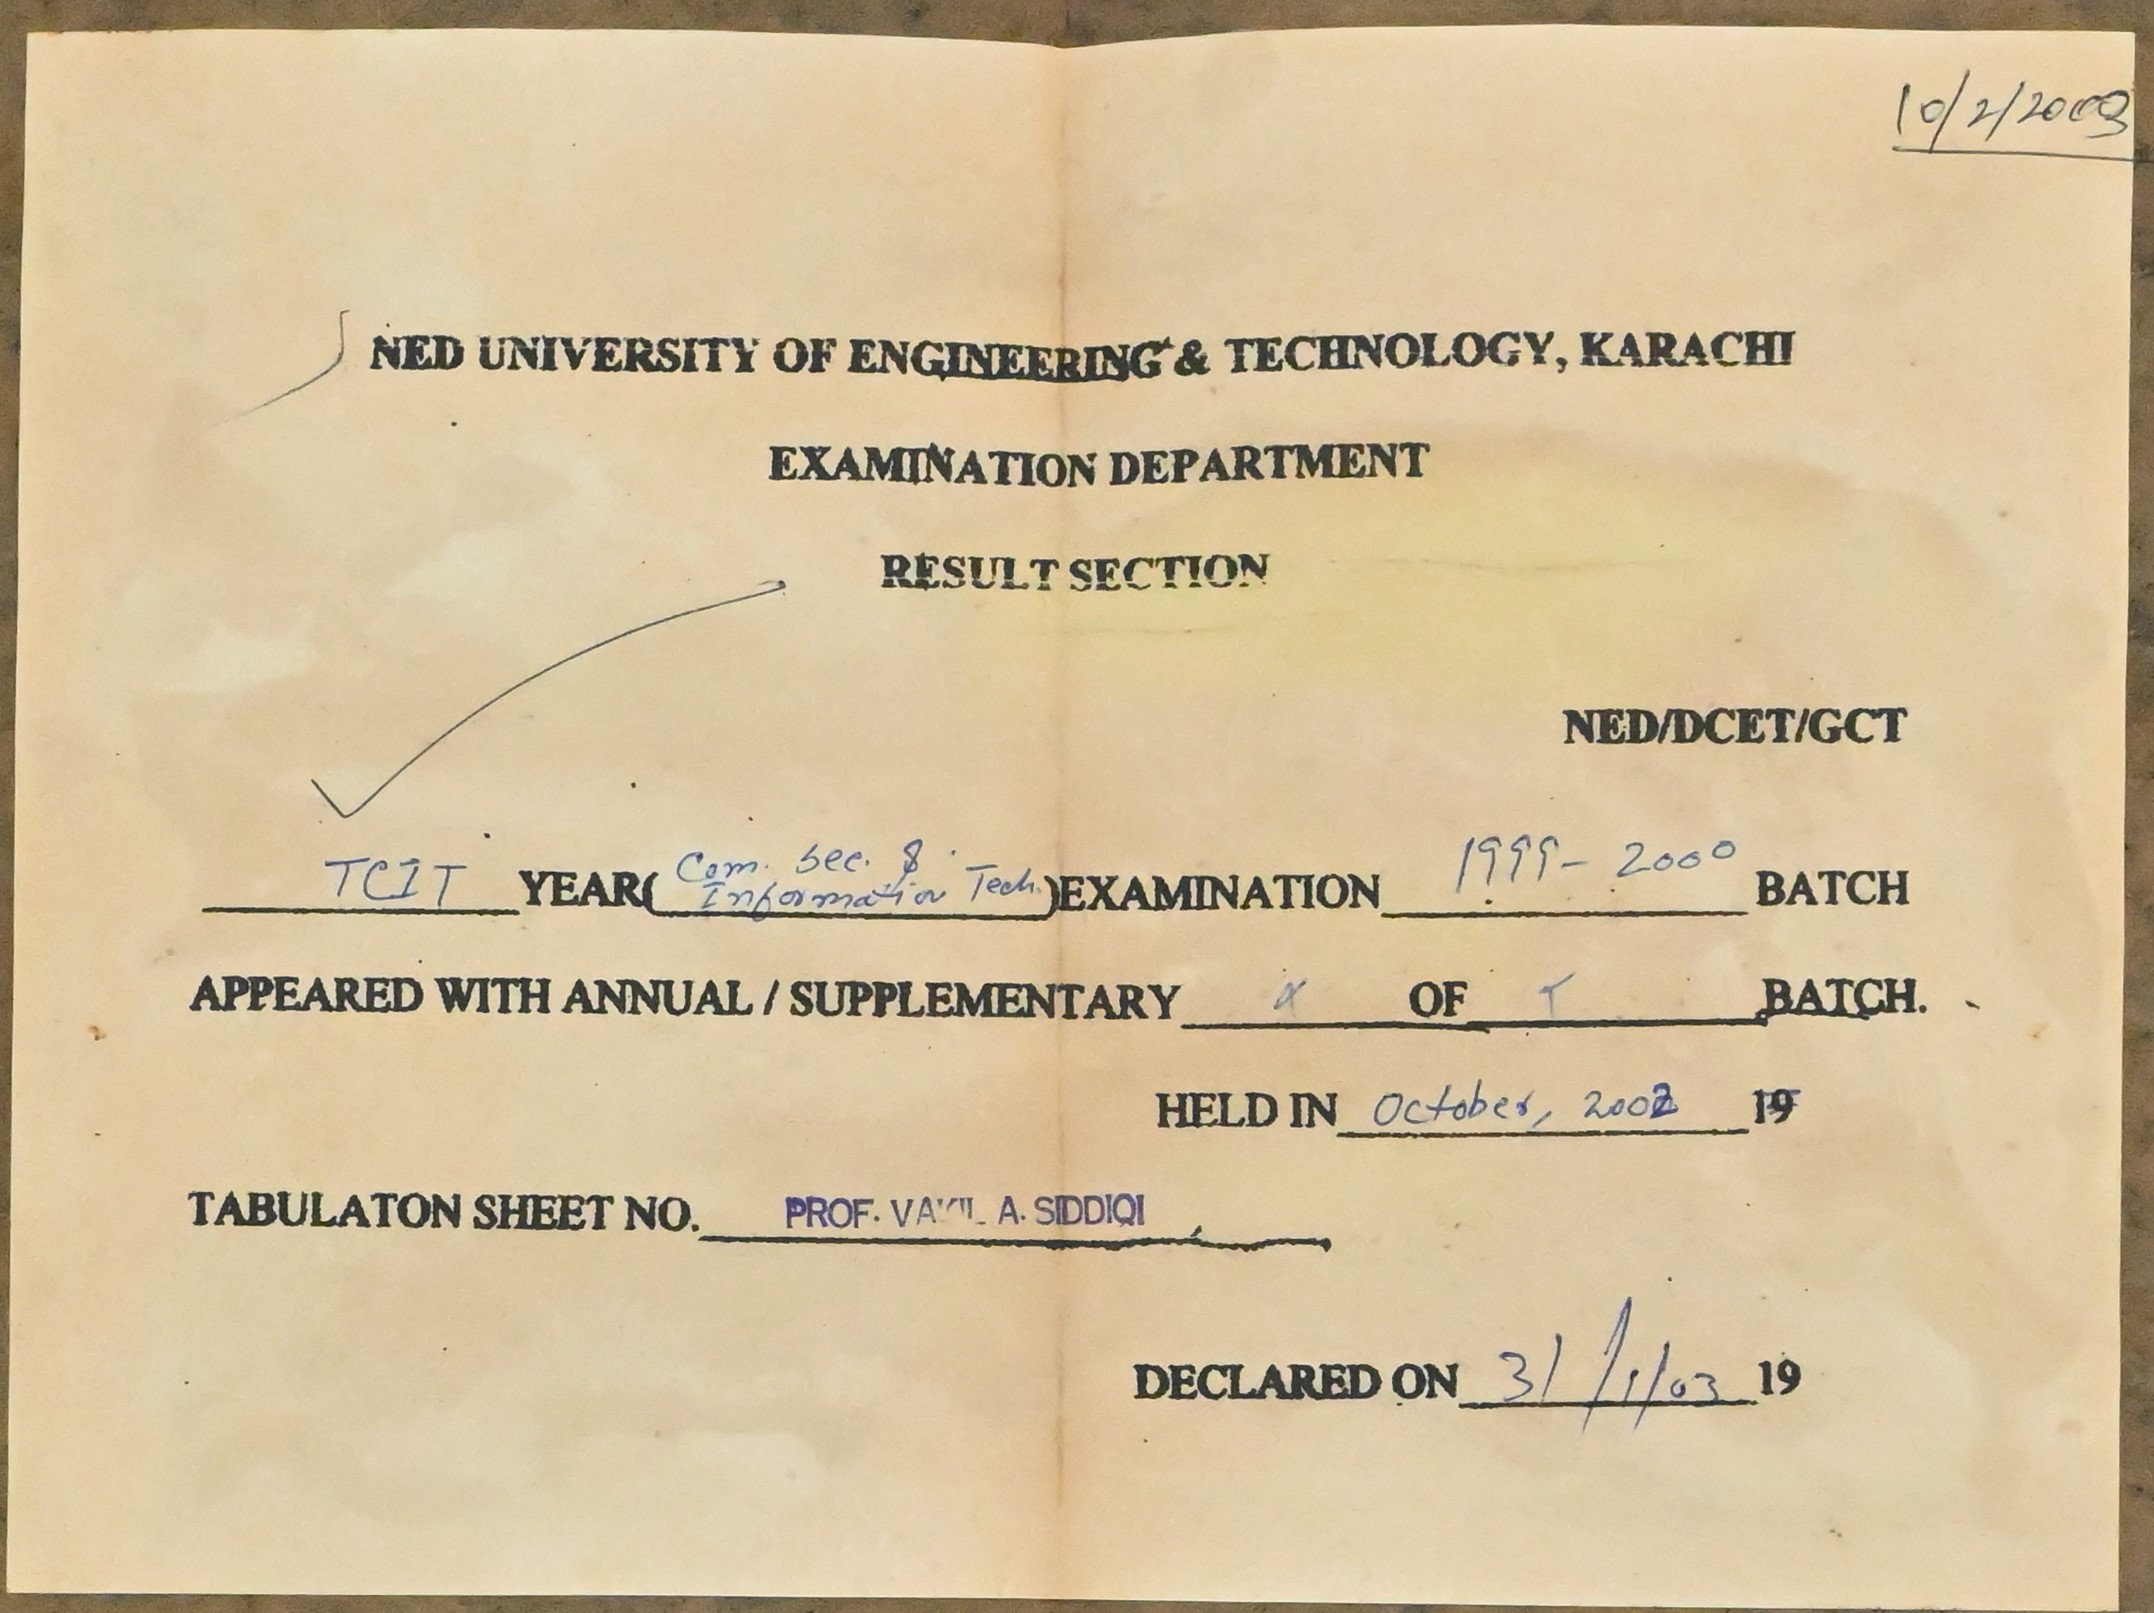 10/2/2003
NED UNIVERSITY OF ENGINEERING & TECHNOLOGY, KARACHI
EXAMINATION DEPARTMENT
RESULT SECTION
NED/DCET/GCT
TCIT YEAR( Com. Sec. & Information Tech. )EXAMINATION 1999-2000 BATCH
APPEARED WITH ANNUAL / SUPPLEMENTARY x OF BATCH.
HELD IN October, 2002 19
TABULATON SHEET NO. PROF. A. SIDDIQI
DECLARED ON 31/1/03 19